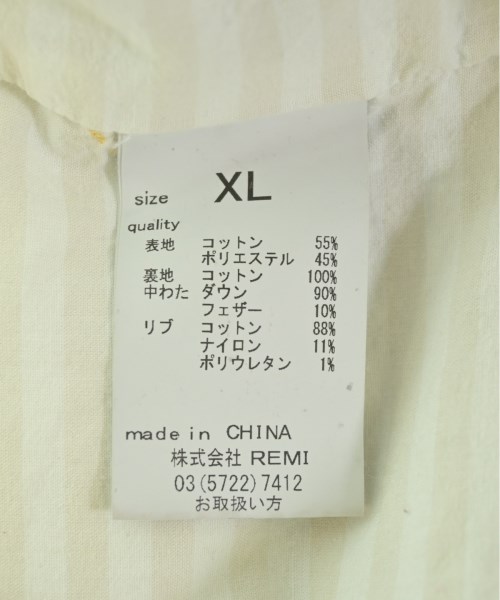 size XL
quality
表地 コットン 55%
ポリエステル 45%
裏地 コットン 100%
中わた ダウン 90%
フェザー 10%
リブ コットン 88%
ナイロン 11%
ポリウレタン 1%
made in CHINA
株式会社 REMI
03(5722)7412
お取扱い方